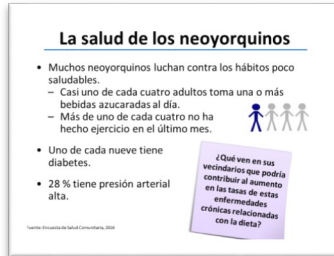 La salud de los neoyorquinos
• Muchos neoyorquinos luchan contra los hábitos poco
saludables.
– Casi uno de cada cuatro adultos toma una o más
bebidas azucaradas al día.
– Más de uno de cada cuatro no ha
hecho ejercicio en el último mes.
• Uno de cada nueve tiene
diabetes.
• 28 % tiene presión arterial
alta.
¿Qué ven en sus
vecindarios que podría
contribuir al aumento
en las tasas de estas
enfermedades
crónicas relacionadas
con la dieta?
Fuente: Encuesta de Salud Comunitaria, 2016